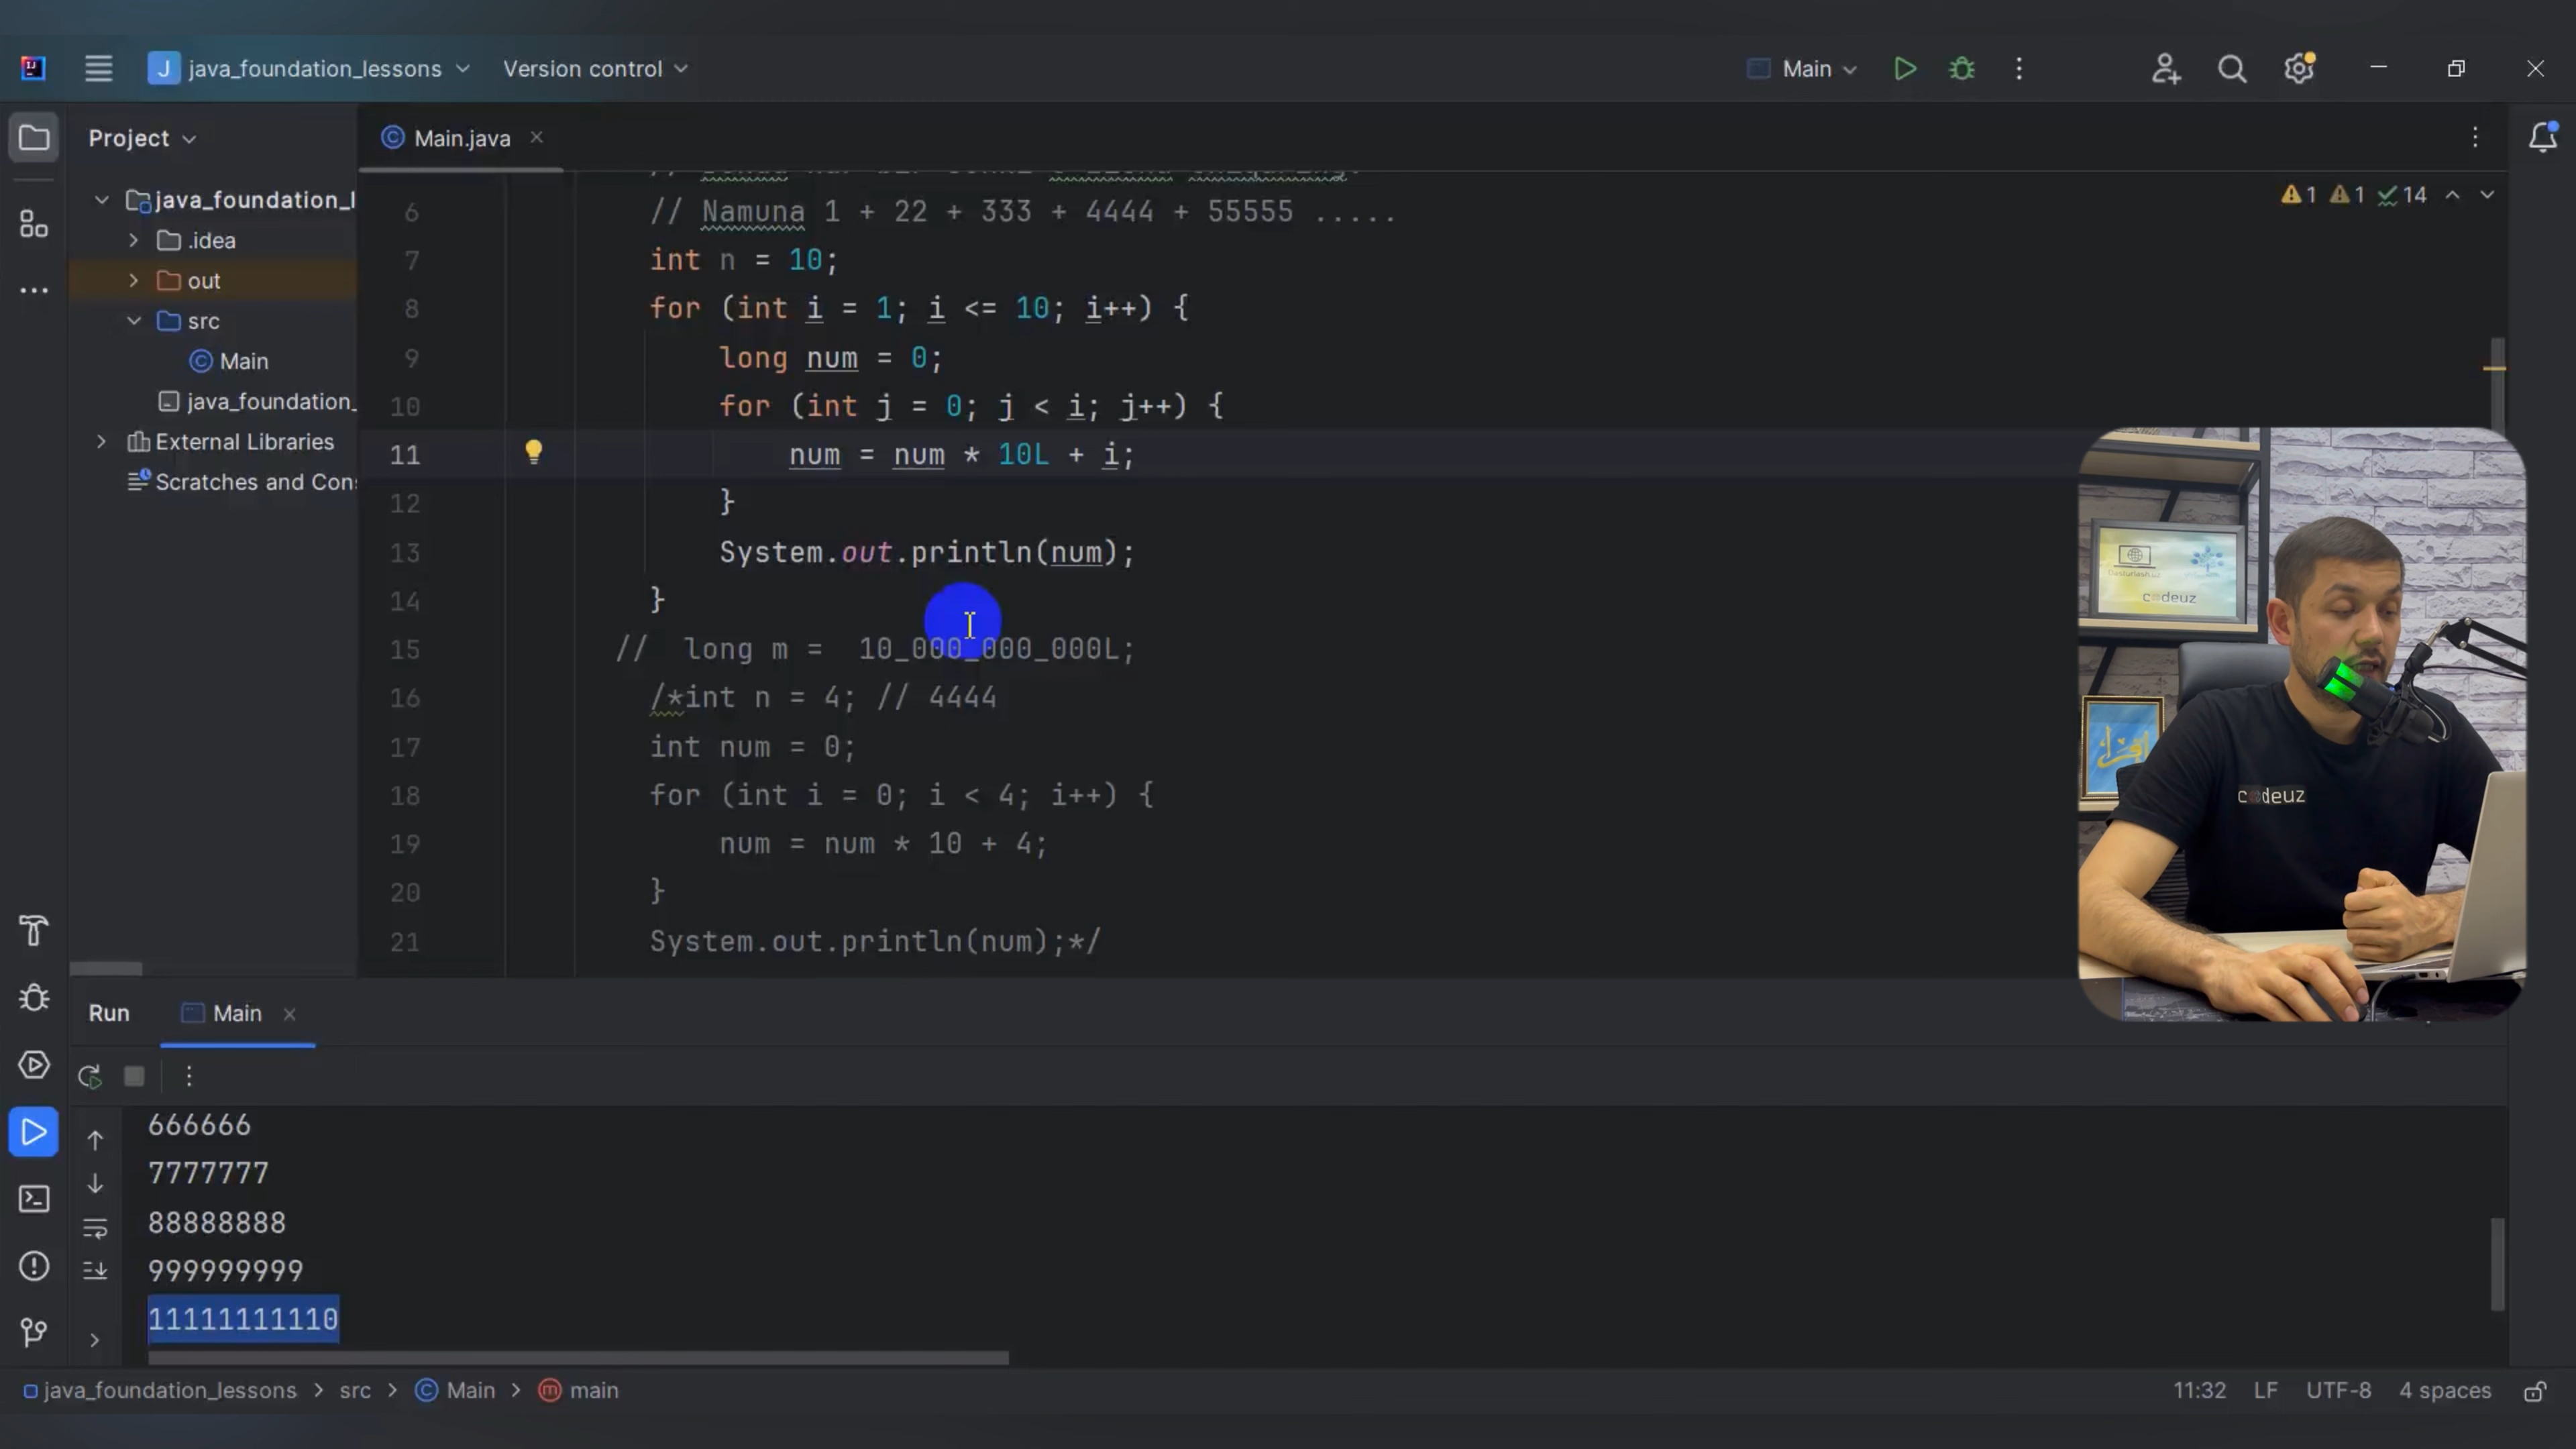 java_foundation_lessons
Version control
Main
Project
Main.java
java_foundation_l
.idea
out
src
Main
java_foundation_
External Libraries
Scratches and Con
1
1
14
6 // Namuna 1 + 22 + 333 + 4444 + 55555 .....
7 int n = 10;
8 for (int i = 1; i <= 10; i++) {
9 long num = 0;
10 for (int j = 0; j < i; j++) {
11 num = num * 10L + i;
12 }
13 System.out.println(num);
14 }
15 // long m = 10_000_000_000L;
16 /*int n = 4; // 4444
17 int num = 0;
18 for (int i = 0; i < 4; i++) {
19 num = num * 10 + 4;
20 }
21 System.out.println(num);*/
codeuz
codeuz
Run
Main
666666
7777777
88888888
999999999
11111111110
java_foundation_lessons > src > Main > main
11:32 LF UTF-8 4 spaces